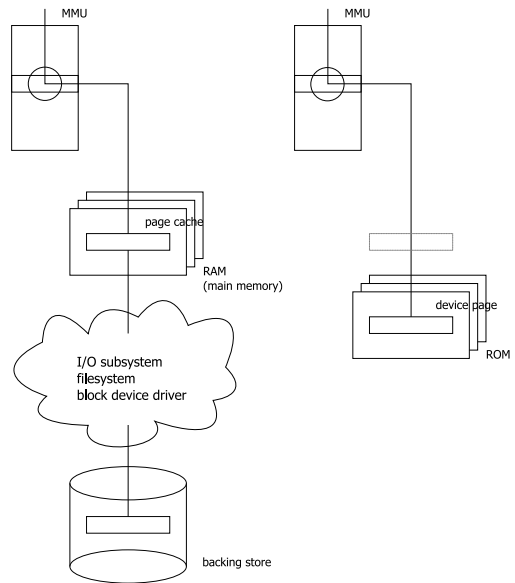 MMU
page cache
RAM
(main memory)
I/O subsystem
filesystem
block device driver
backing store
MMU
device page
ROM